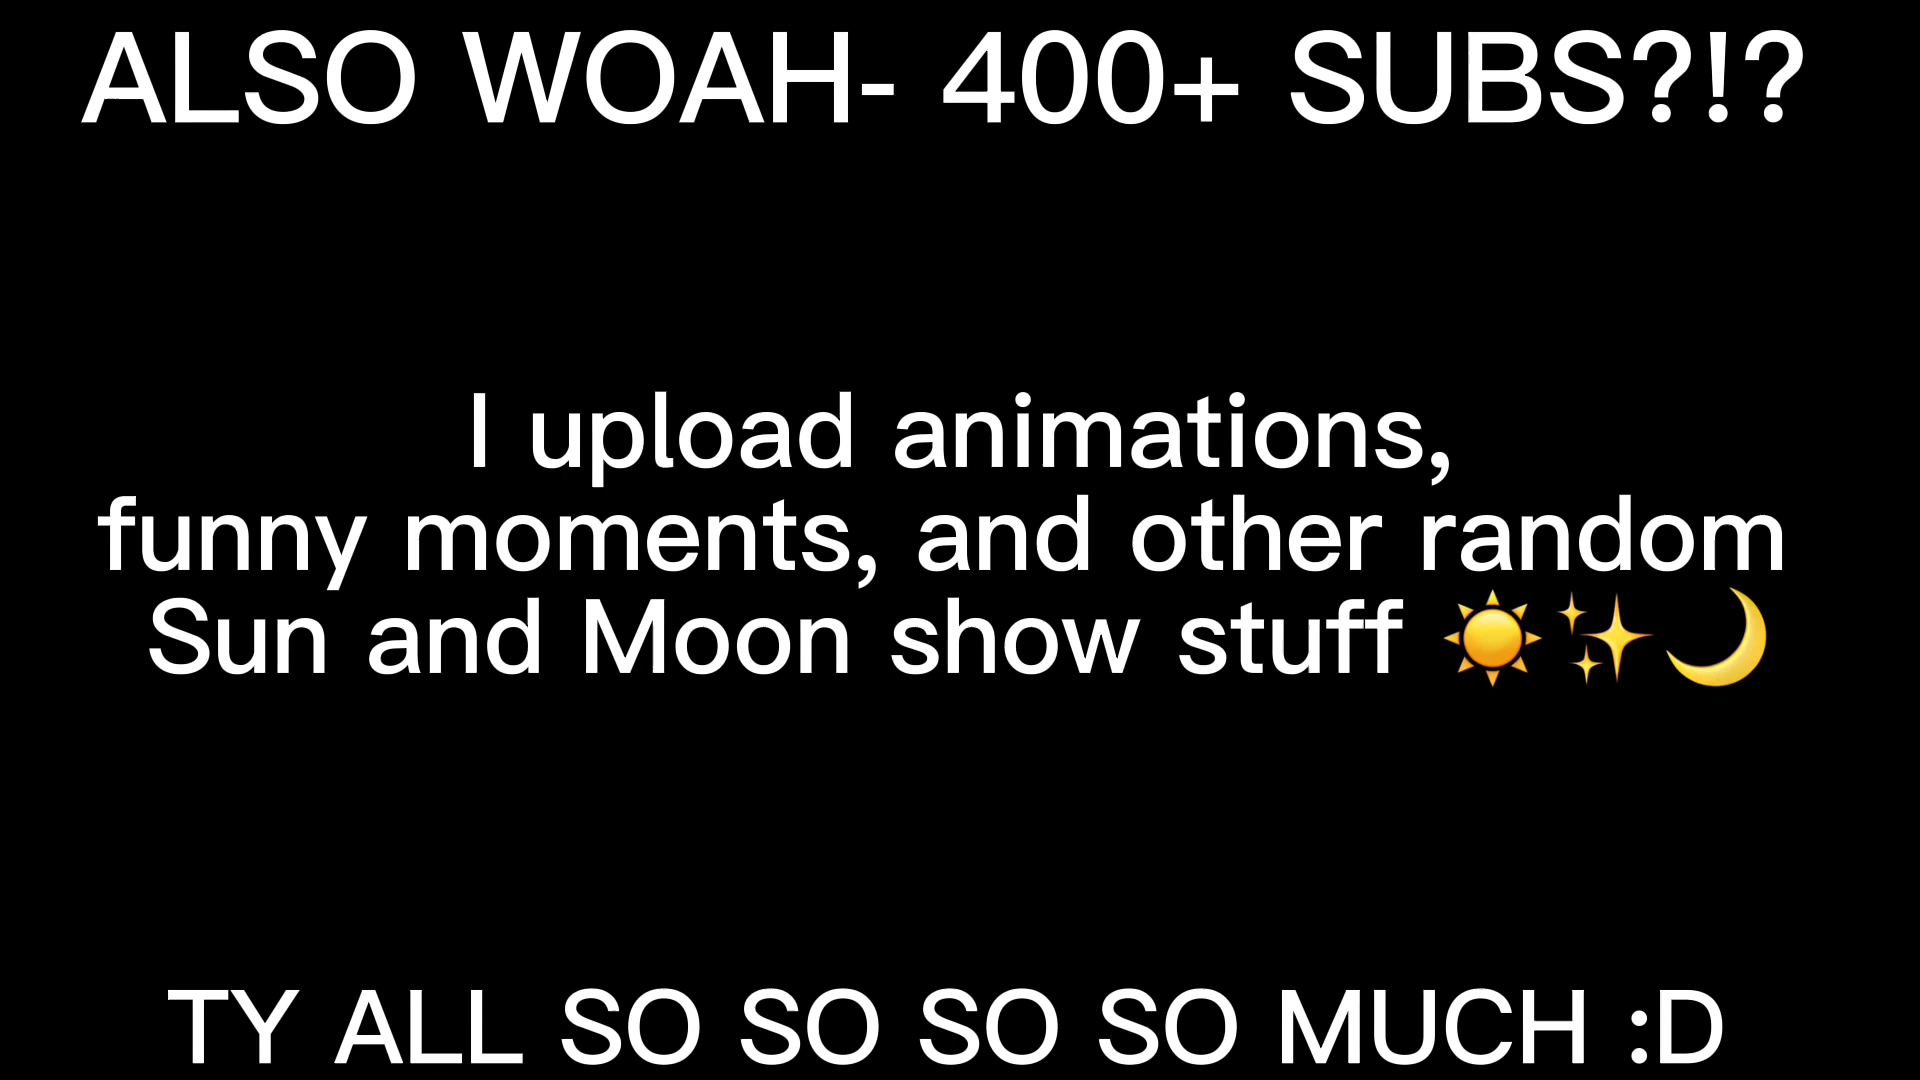 ALSO WOAH- 400+ SUBS?!?
I upload animations,
funny moments, and other random
Sun and Moon show stuff ☀️✨🌙
TY ALL SO SO SO SO MUCH :D